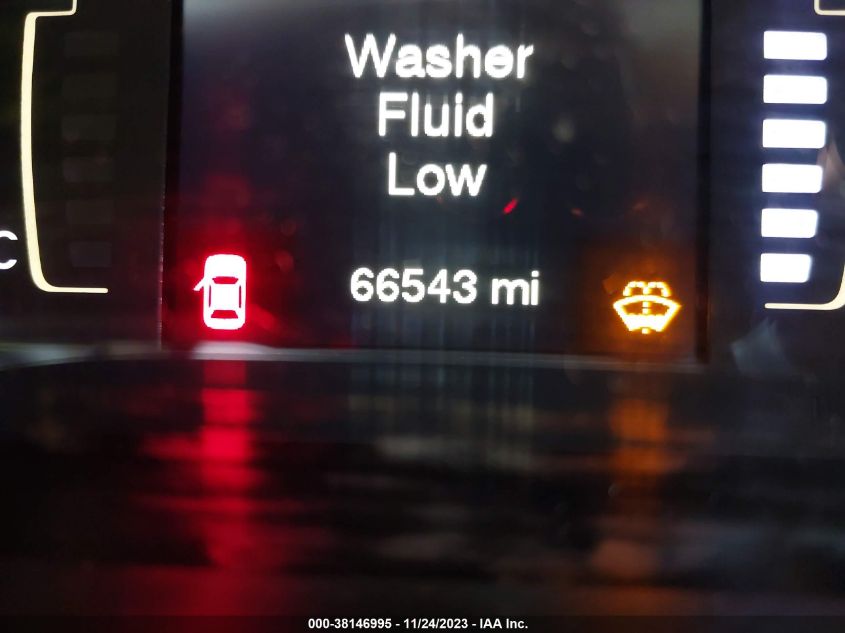 Washer
Fluid
Low
C
66543 mi
000-38146995 - 11/24/2023 - IAA Inc.